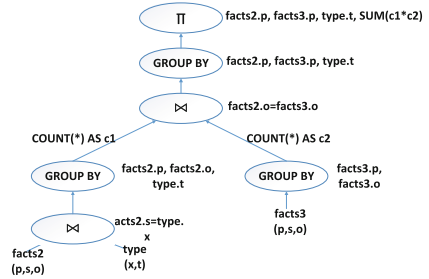 Π facts2.p, facts3.p, type.t, SUM(c1*c2)
GROUP BY facts2.p, facts3.p, type.t
⋈ facts2.o=facts3.o
COUNT(*) AS c1 COUNT(*) AS c2
GROUP BY facts2.p, facts2.o,
type.t
GROUP BY facts3.p,
facts3.o
⋈ acts2.s=type.
x
facts2
(p,s,o)
type
(x,t)
facts3
(p,s,o)